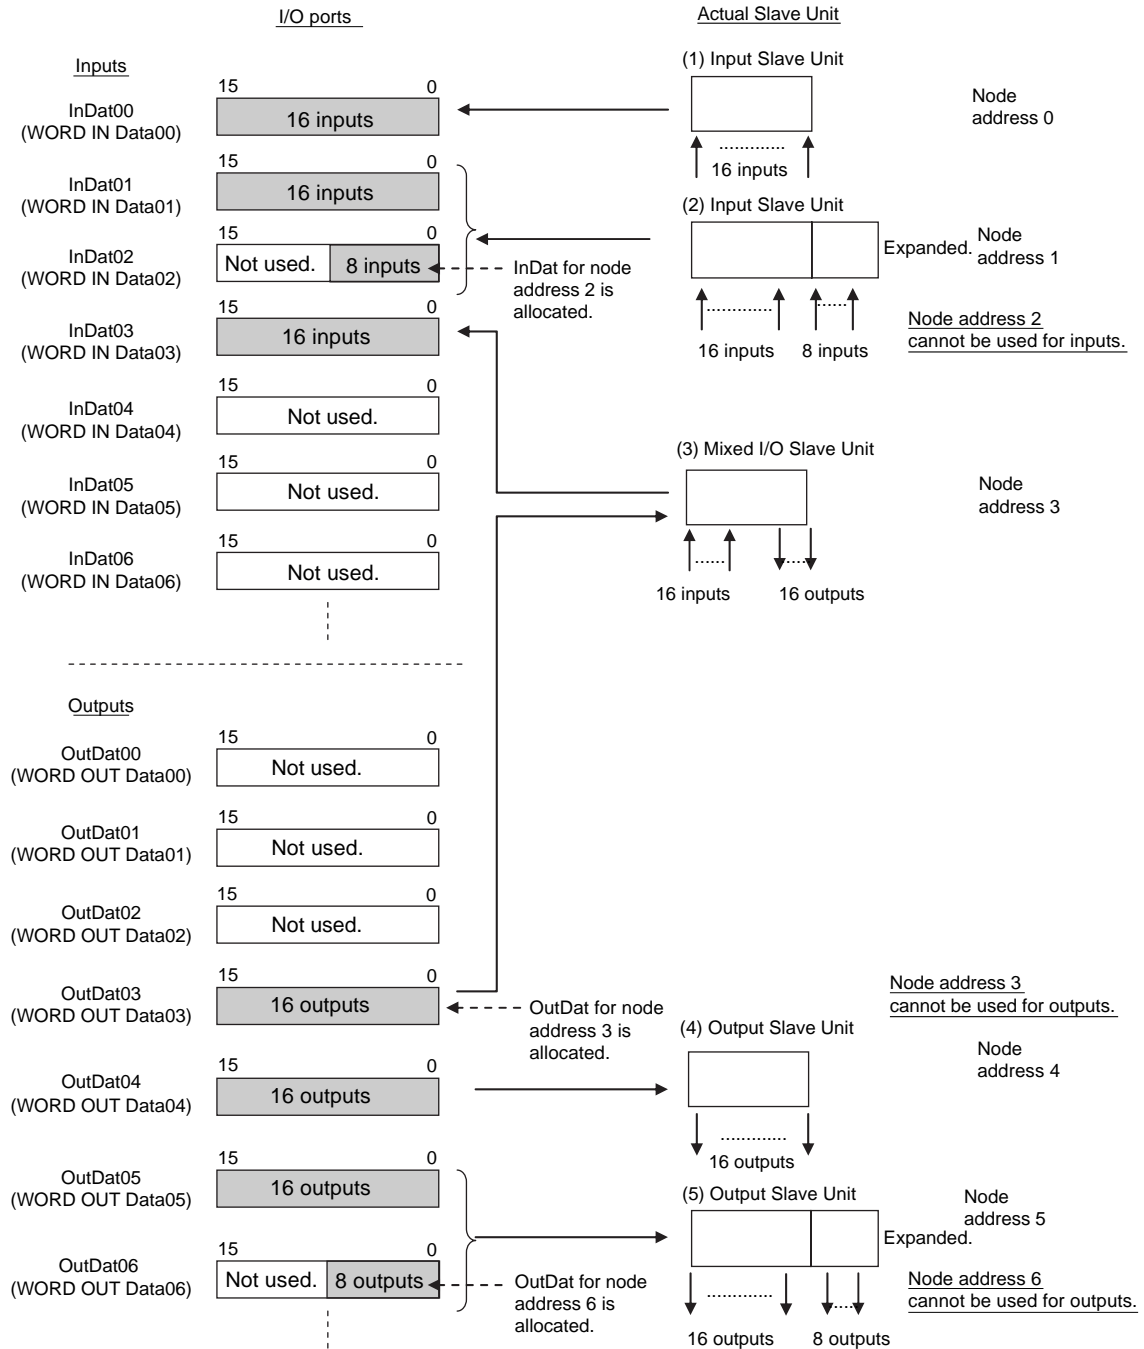 I/O ports
Actual Slave Unit
Inputs
15 0
InDat00
(WORD IN Data00)
16 inputs
(1) Input Slave Unit
Node
address 0
16 inputs
15 0
InDat01
(WORD IN Data01)
16 inputs
(2) Input Slave Unit
15 0
InDat02
(WORD IN Data02)
Not used. 8 inputs
InDat for node
address 2 is
allocated.
Expanded.
Node
address 1
16 inputs 8 inputs
Node address 2
cannot be used for inputs.
15 0
InDat03
(WORD IN Data03)
16 inputs
15 0
InDat04
(WORD IN Data04)
Not used.
(3) Mixed I/O Slave Unit
Node
address 3
16 inputs 16 outputs
15 0
InDat05
(WORD IN Data05)
Not used.
15 0
InDat06
(WORD IN Data06)
Not used.
Outputs
15 0
OutDat00
(WORD OUT Data00)
Not used.
15 0
OutDat01
(WORD OUT Data01)
Not used.
15 0
OutDat02
(WORD OUT Data02)
Not used.
15 0
OutDat03
(WORD OUT Data03)
16 outputs
OutDat for node
address 3 is
allocated.
Node address 3
cannot be used for outputs.
(4) Output Slave Unit
Node
address 4
16 outputs
15 0
OutDat04
(WORD OUT Data04)
16 outputs
15 0
OutDat05
(WORD OUT Data05)
16 outputs
(5) Output Slave Unit
Node
address 5
Expanded.
15 0
OutDat06
(WORD OUT Data06)
Not used. 8 outputs
OutDat for node
address 6 is
allocated.
Node address 6
cannot be used for outputs.
16 outputs 8 outputs